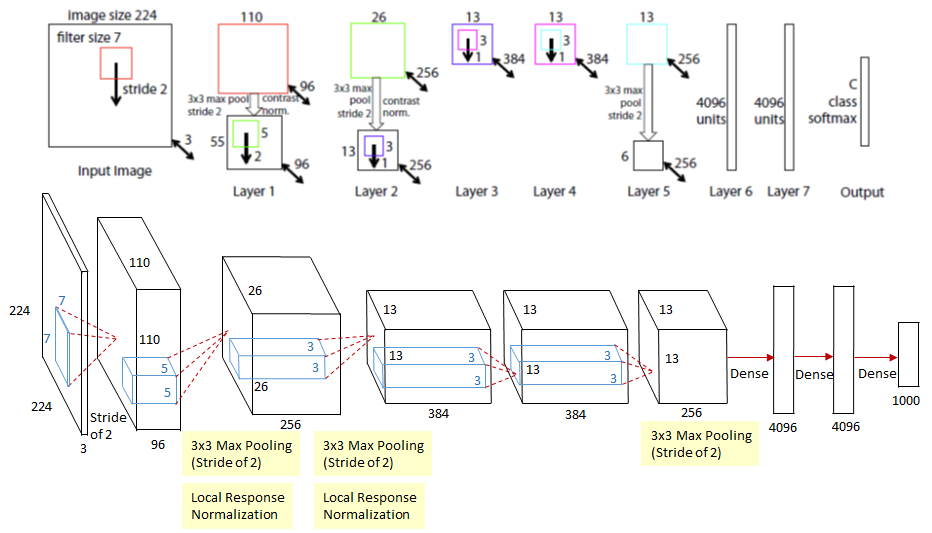 image size 224
110
26
13
13
13
filter size 7
stride 2
3
Input Image
96
3x3 max pool
stride 2
contrast
norm.
55
5
2
96
Layer 1
256
3x3 max
pool
stride 2
contrast
norm.
13
3
1
256
Layer 2
3
1
384
Layer 3
3
1
384
Layer 4
256
3x3 max
pool
stride 2
6
256
Layer 5
4096
units
Layer 6
4096
units
Layer 7
C
class
softmax
Output
224
7
7
224
3
Stride
of 2
110
110
5
5
96
26
3
3
26
256
13
13
3
3
384
13
13
3
3
384
13
13
256
Dense
4096
Dense
4096
Dense
1000
3x3 Max Pooling
(Stride of 2)
Local Response
Normalization
3x3 Max Pooling
(Stride of 2)
Local Response
Normalization
3x3 Max Pooling
(Stride of 2)